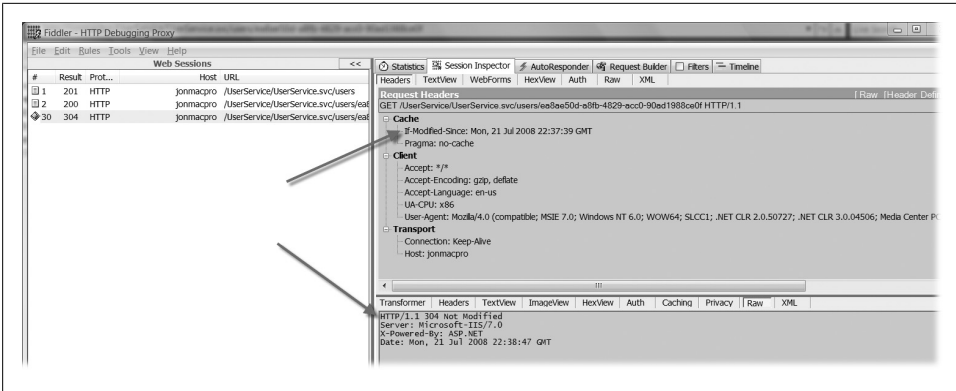 Fiddler - HTTP Debugging Proxy
File Edit Rules Tools View Help
Web Sessions <<
# Result Prot... Host URL
1 201 HTTP jonmacpro /UserService/UserService.svc/users
2 200 HTTP jonmacpro /UserService/UserService.svc/users/ea8
30 304 HTTP jonmacpro /UserService/UserService.svc/users/ea8
Statistics Session Inspector AutoResponder Request Builder Filters Timeline
Headers TextView WebForms HexView Auth Raw XML
Request Headers [ Raw [Header Defi
GET /UserService/UserService.svc/users/ea8ae50d-a8fb-4829-acc0-90ad1988ce0f HTTP/1.1
Cache
If-Modified-Since: Mon, 21 Jul 2008 22:37:39 GMT
Pragma: no-cache
Client
Accept: */*
Accept-Encoding: gzip, deflate
Accept-Language: en-us
UA-CPU: x86
User-Agent: Mozilla/4.0 (compatible; MSIE 7.0; Windows NT 6.0; WOW64; SLCC1; .NET CLR 2.0.50727; .NET CLR 3.0.04506; Media Center PC
Transport
Connection: Keep-Alive
Host: jonmacpro
Transformer Headers TextView ImageView HexView Auth Caching Privacy Raw XML
HTTP/1.1 304 Not Modified
Server: Microsoft-IIS/7.0
X-Powered-By: ASP.NET
Date: Mon, 21 Jul 2008 22:38:47 GMT